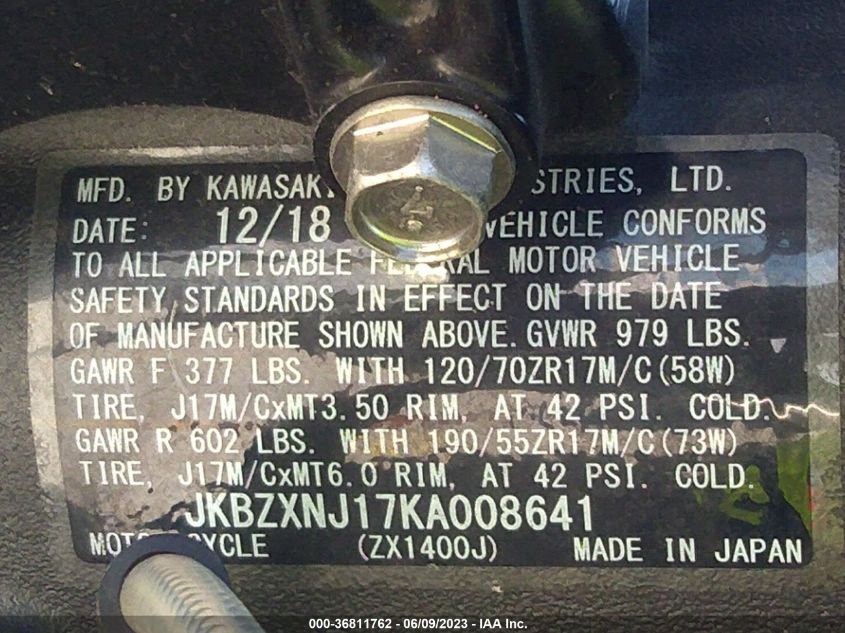 MFD. BY KAWASAKI STRIES, LTD.
DATE: 12/18 VEHICLE CONFORMS
TO ALL APPLICABLE FEDERAL MOTOR VEHICLE
SAFETY STANDARDS IN EFFECT ON THE DATE
OF MANUFACTURE SHOWN ABOVE. GVWR 979 LBS.
GAWR F 377 LBS. WITH 120/70ZR17M/C(58W)
TIRE, J17M/CxMT3.50 RIM, AT 42 PSI. COLD.
GAWR R 602 LBS. WITH 190/55ZR17M/C(73W)
TIRE, J17M/CxMT6.0 RIM, AT 42 PSI. COLD.
JKBZXNJ17KA008641
MOTORCYCLE (ZX1400J) MADE IN JAPAN
000-36811762 - 06/09/2023 - IAA Inc.